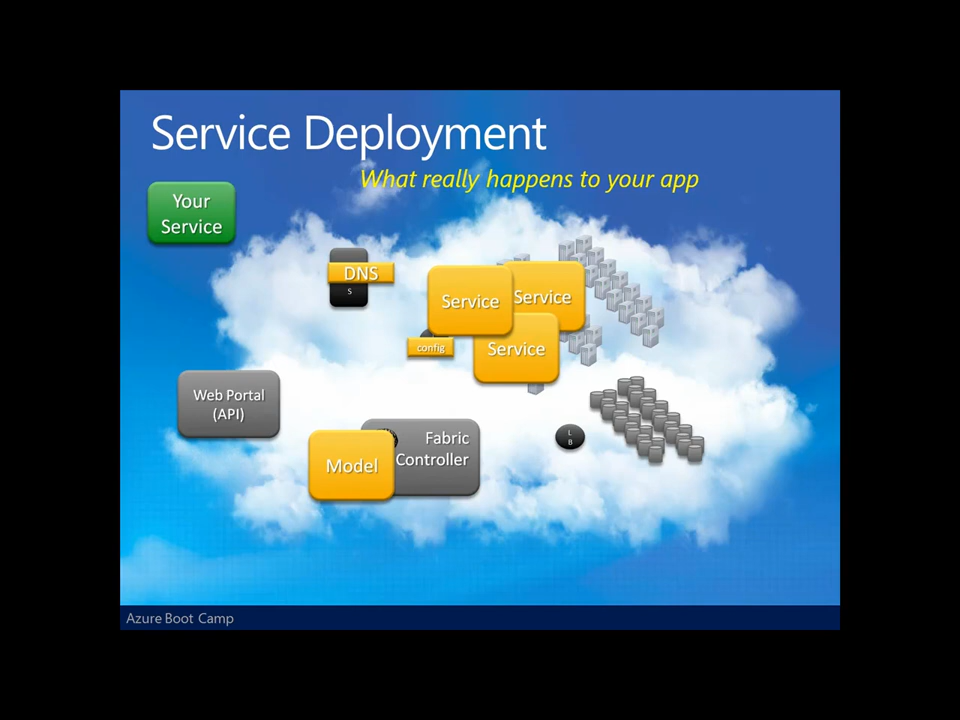 Service Deployment
What really happens to your app
Your
Service
DNS
S
Service
Service
Service
config
Web Portal
(API)
Fabric
Controller
Model
L
B
Azure Boot Camp